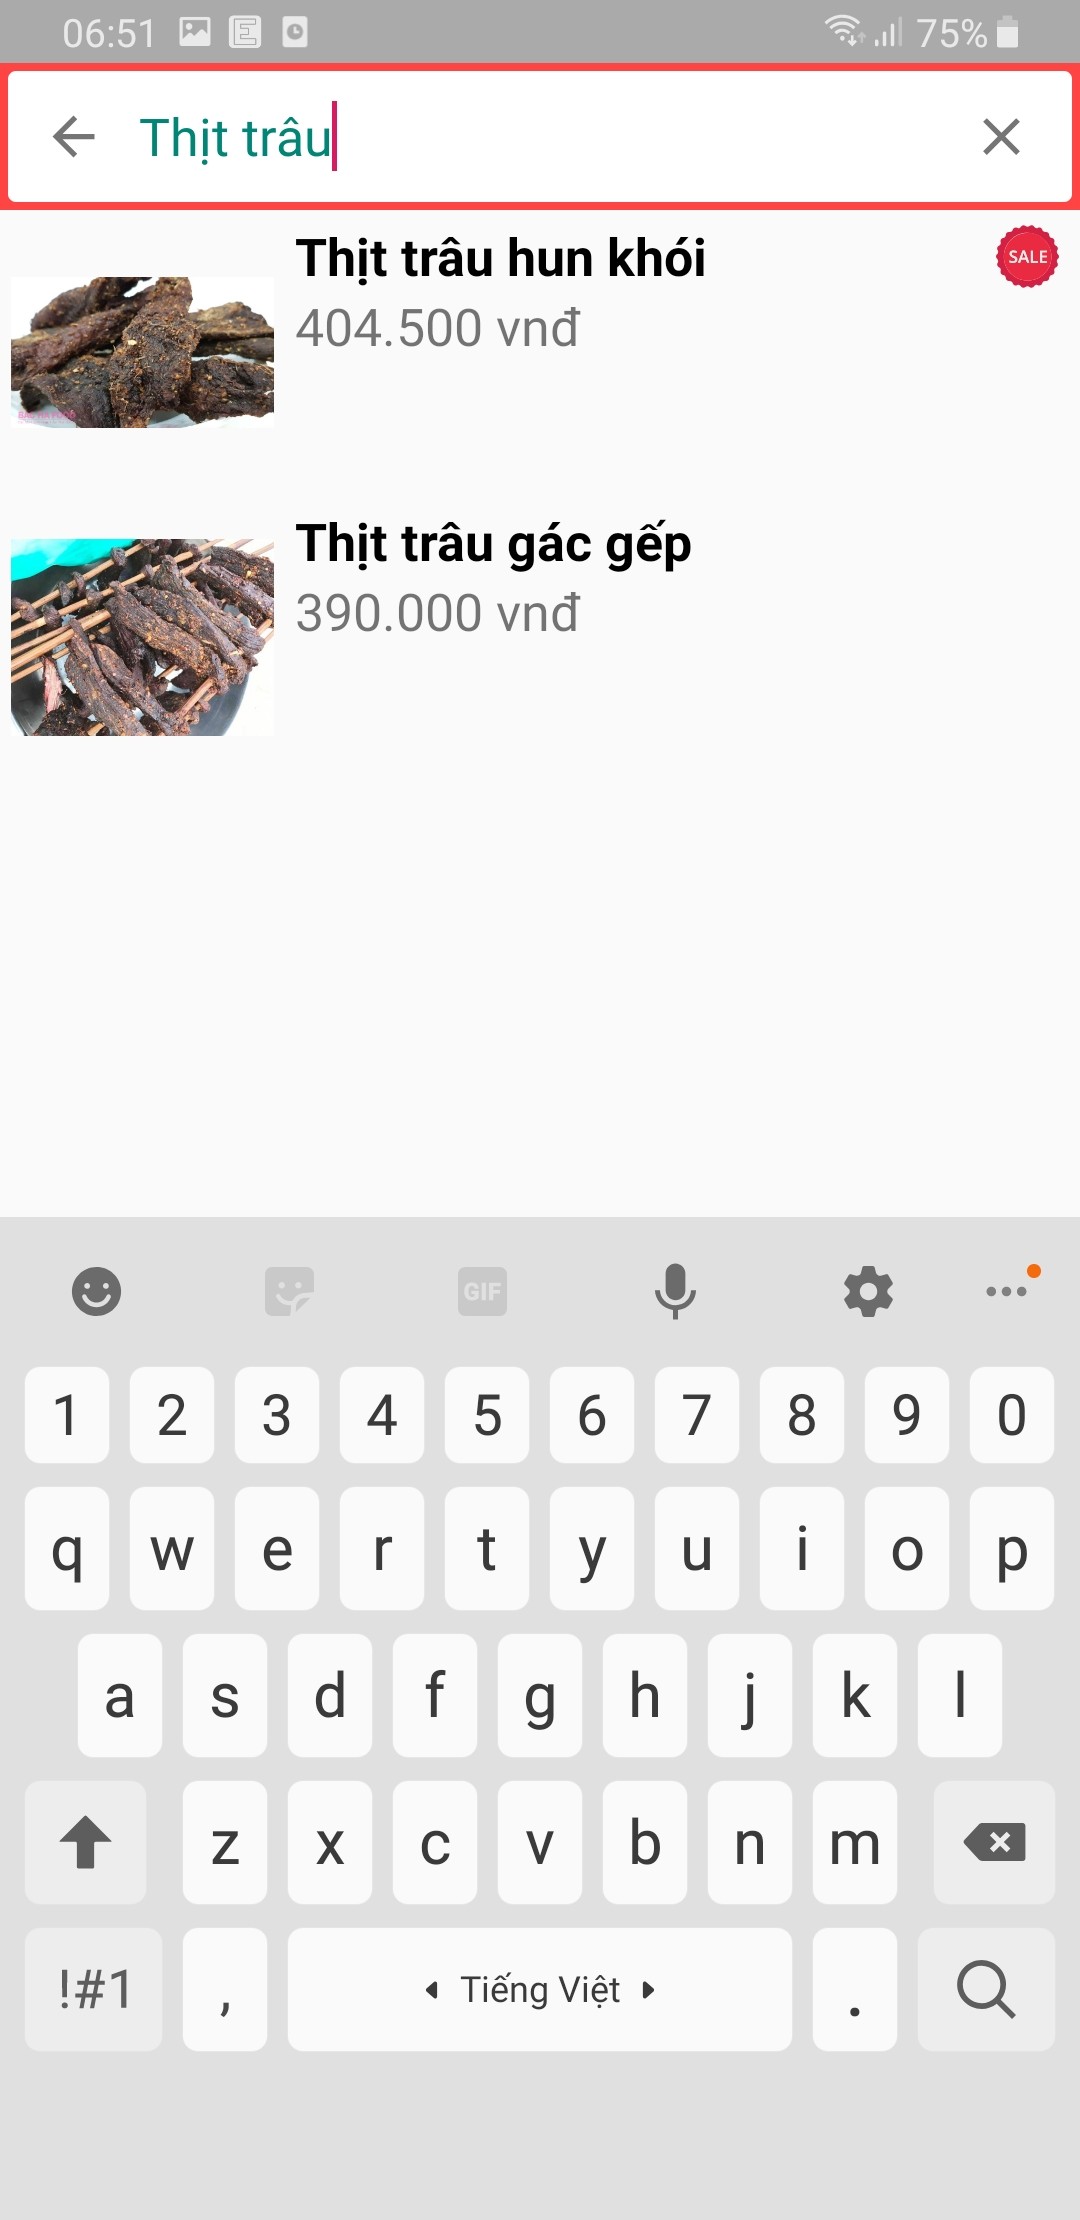 06:51 75%
Thịt trâu
Thịt trâu hun khói
SALE
404.500 vnđ
Thịt trâu gác gếp
390.000 vnđ
GIF
1 2 3 4 5 6 7 8 9 0
q w e r t y u i o p
a s d f g h j k l
z x c v b n m
!#1 , Tiếng Việt .